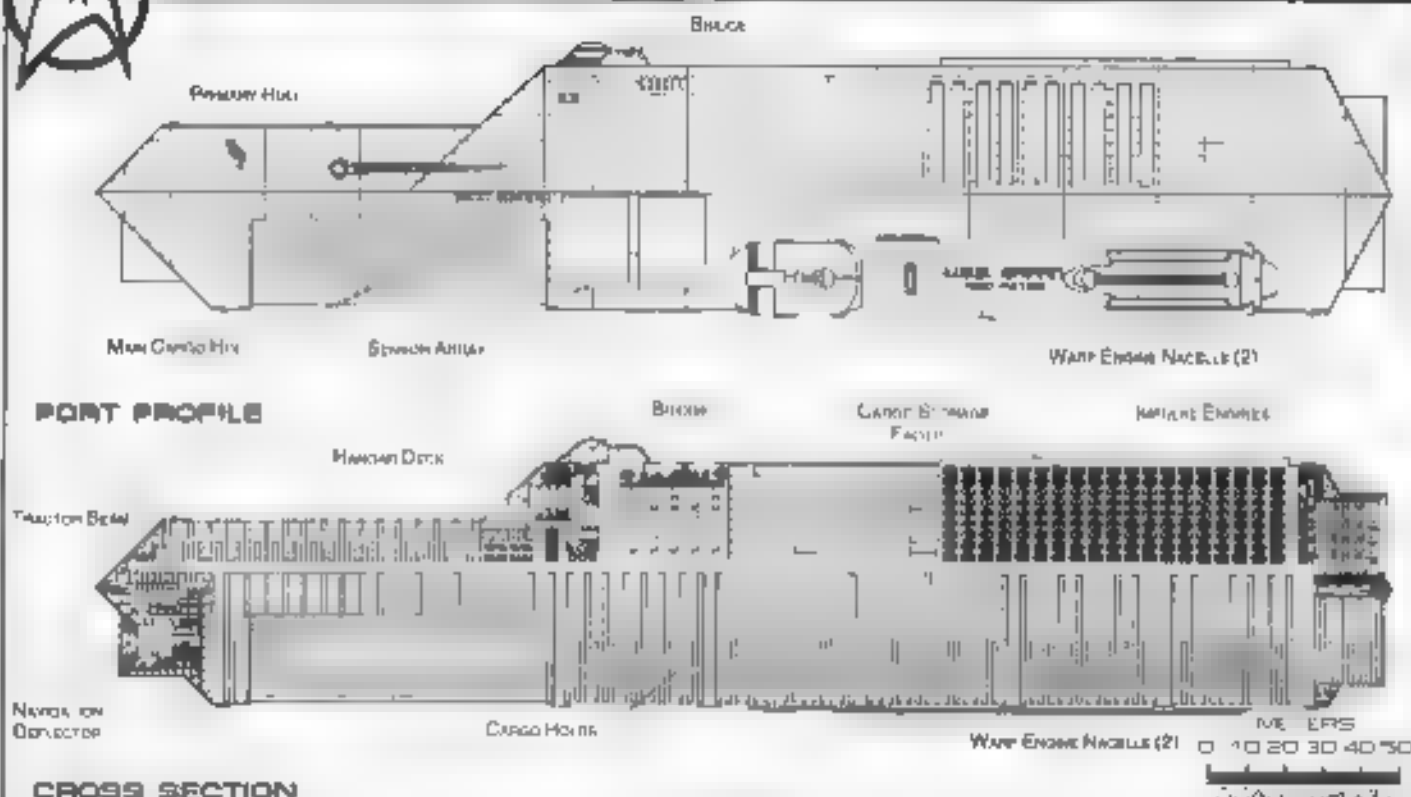 BRIDGE
PRIMARY HULL
MAIN CARGO
SENSOR ARRAY
WARP ENGINE NACELLE (2)
PORT PROFILE
BRIDGE
CARGO STORAGE
IMPULSE ENGINES
HANGAR DECK
TRACTOR BEAM
NAVIGATION
DEFLECTOR
CARGO HOLDS
WARP ENGINE NACELLE (2)
METERS
0 10 20 30 40 50
CROSS SECTION